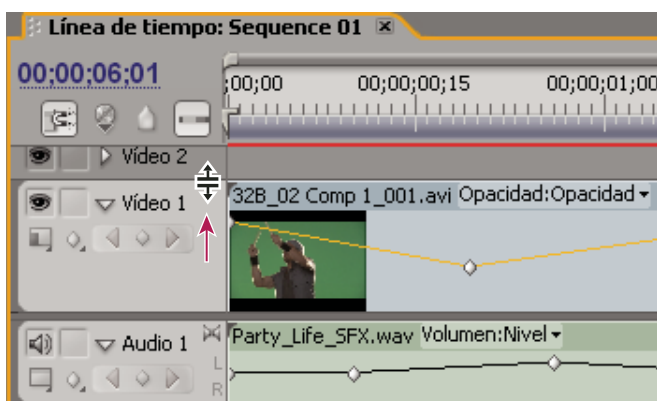 Línea de tiempo: Sequence 01
00;00;06;01
;00;00 00;00;00;15 00;00;01;00
Vídeo 2
Vídeo 1
32B_02 Comp 1_001.avi Opacidad:Opacidad
Audio 1
Party_Life_SFX.wav Volumen:Nivel
L
R